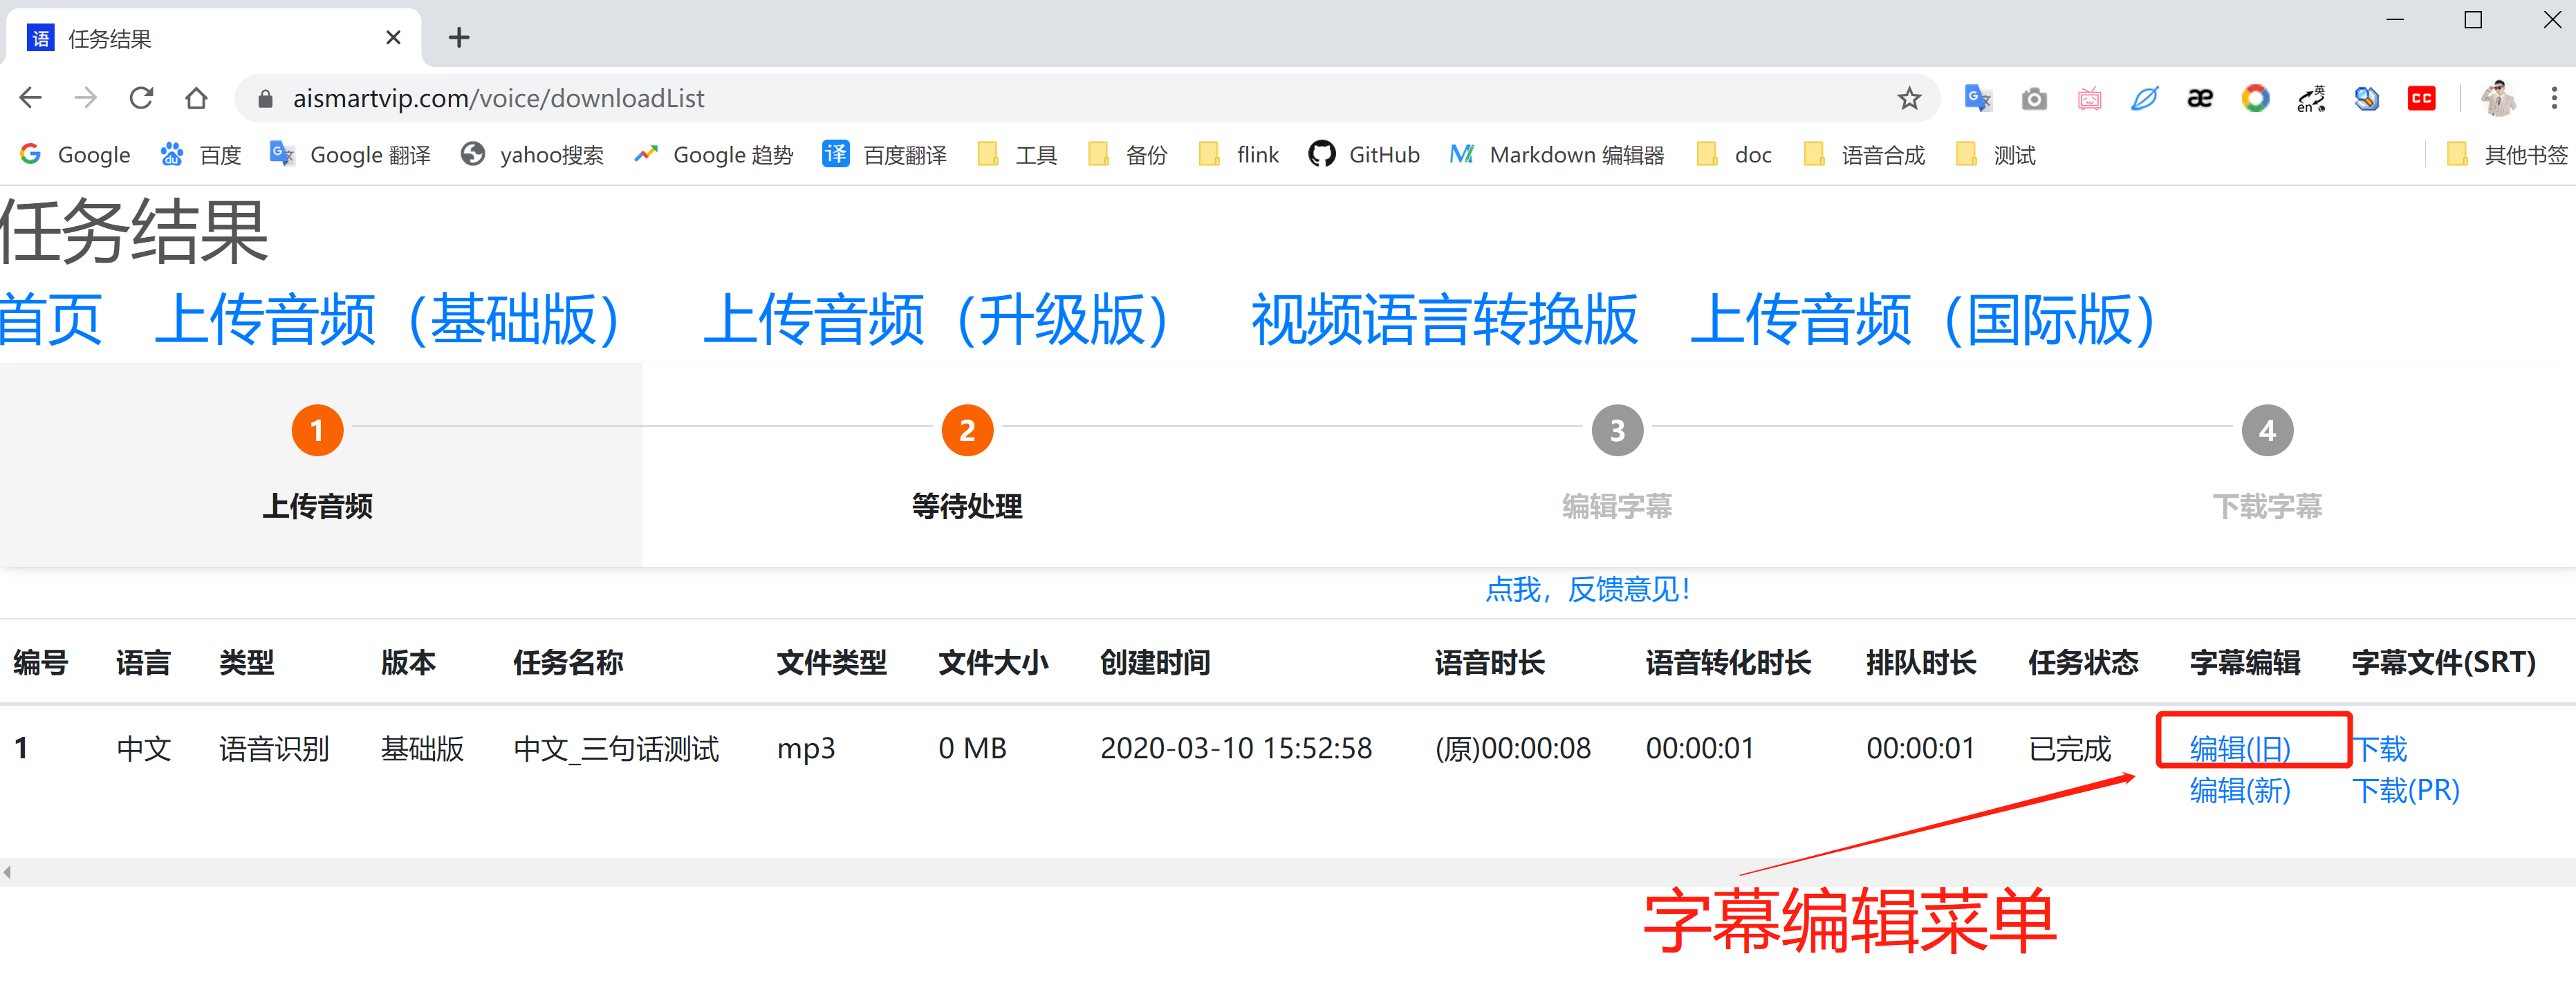 语 任务结果
aismartvip.com/voice/downloadList
英 en CC
Google 百度 Google 翻译 yahoo搜索 Google 趋势 译 百度翻译 工具 备份 flink GitHub Markdown 编辑器 doc 语音合成 测试 其他书签
任务结果
首页 上传音频（基础版） 上传音频（升级版） 视频语言转换版 上传音频（国际版）
1 2 3 4
上传音频 等待处理 编辑字幕 下载字幕
点我，反馈意见！
编号 语言 类型 版本 任务名称 文件类型 文件大小 创建时间 语音时长 语音转化时长 排队时长 任务状态 字幕编辑 字幕文件(SRT)
1 中文 语音识别 基础版 中文_三句话测试 mp3 0 MB 2020-03-10 15:52:58 (原)00:00:08 00:00:01 00:00:01 已完成 编辑(旧) 下载
编辑(新) 下载(PR)
字幕编辑菜单